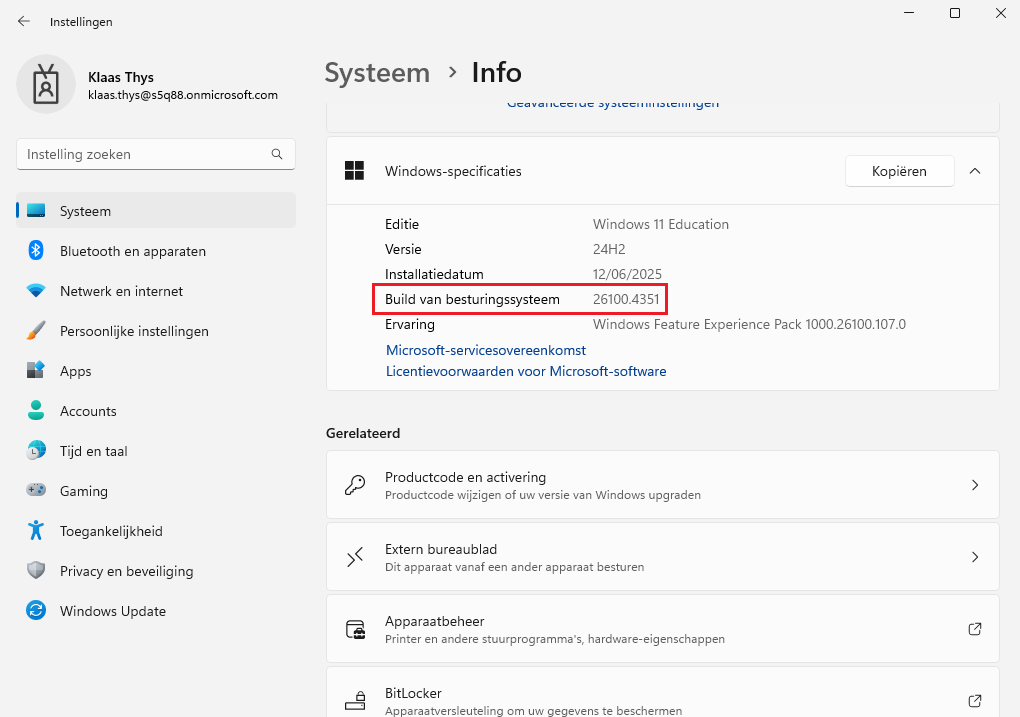 Instellingen
Klaas Thys
klaas.thys@s5q88.onmicrosoft.com
Instelling zoeken
Systeem
Bluetooth en apparaten
Netwerk en internet
Persoonlijke instellingen
Apps
Accounts
Tijd en taal
Gaming
Toegankelijkheid
Privacy en beveiliging
Windows Update
Systeem > Info
Geavanceerde systeeminstellingen
Windows-specificaties
Kopiëren
Editie Windows 11 Education
Versie 24H2
Installatiedatum 12/06/2025
Build van besturingssysteem 26100.4351
Ervaring Windows Feature Experience Pack 1000.26100.107.0
Microsoft-servicesovereenkomst
Licentievoorwaarden voor Microsoft-software
Gerelateerd
Productcode en activering
Productcode wijzigen of uw versie van Windows upgraden
Extern bureaublad
Dit apparaat vanaf een ander apparaat besturen
Apparaatbeheer
Printer en andere stuurprogramma's, hardware-eigenschappen
BitLocker
Apparaatversleuteling om uw gegevens te beschermen